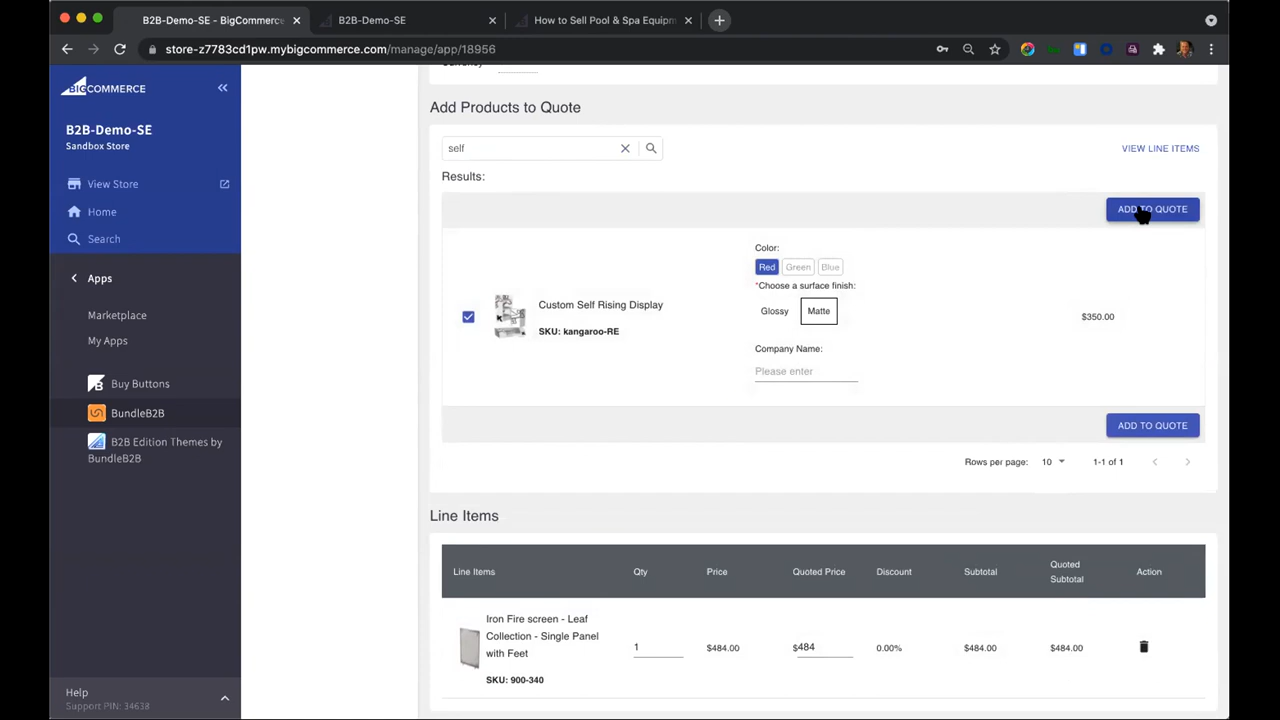 B2B-Demo-SE - BigCommerce
B2B-Demo-SE
How to Sell Pool & Spa Equipm
store-z7783cd1pw.mybigcommerce.com/manage/app/18956
BIGCOMMERCE
B2B-Demo-SE
Sandbox Store
View Store
Home
Search
Apps
Marketplace
My Apps
Buy Buttons
BundleB2B
B2B Edition Themes by
BundleB2B
Help
Support PIN: 34638
Currency
Add Products to Quote
self
VIEW LINE ITEMS
Results:
ADD TO QUOTE
Color:
Red Green Blue
*Choose a surface finish:
Glossy Matte
Custom Self Rising Display
SKU: kangaroo-RE
$350.00
Company Name:
Please enter
ADD TO QUOTE
Rows per page: 10 1-1 of 1
Line Items
Line Items Qty Price Quoted Price Discount Subtotal Quoted Subtotal Action
Iron Fire screen - Leaf
Collection - Single Panel
with Feet
SKU: 900-340
1 $484.00 $484 0.00% $484.00 $484.00